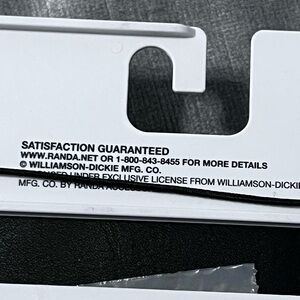 SATISFACTION GUARANTEED
WWW.RANDA.NET OR 1-800-843-8455 FOR MORE DETAILS
© WILLIAMSON-DICKIE MFG. CO.
UNDER EXCLUSIVE LICENSE FROM WILLIAMSON-DICKIE
MFG. CO. BY RANDA